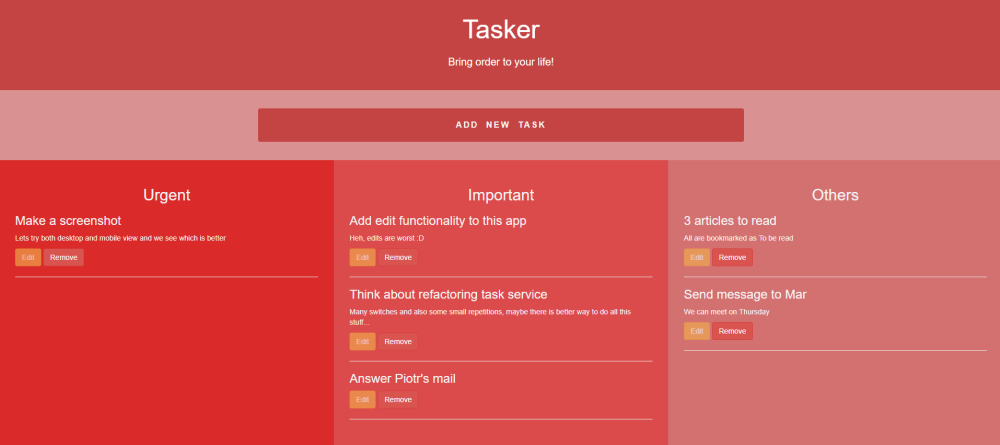 Tasker
Bring order to your life!
ADD NEW TASK
Urgent
Make a screenshot
Lets try both desktop and mobile view and we see which is better
Edit Remove
Important
Add edit functionality to this app
Heh, edits are worst :D
Edit Remove
Think about refactoring task service
Many switches and also some small repetitions, maybe there is better way to do all this
stuff...
Edit Remove
Answer Piotr's mail
Edit Remove
Others
3 articles to read
All are bookmarked as To be read
Edit Remove
Send message to Mar
We can meet on Thursday
Edit Remove